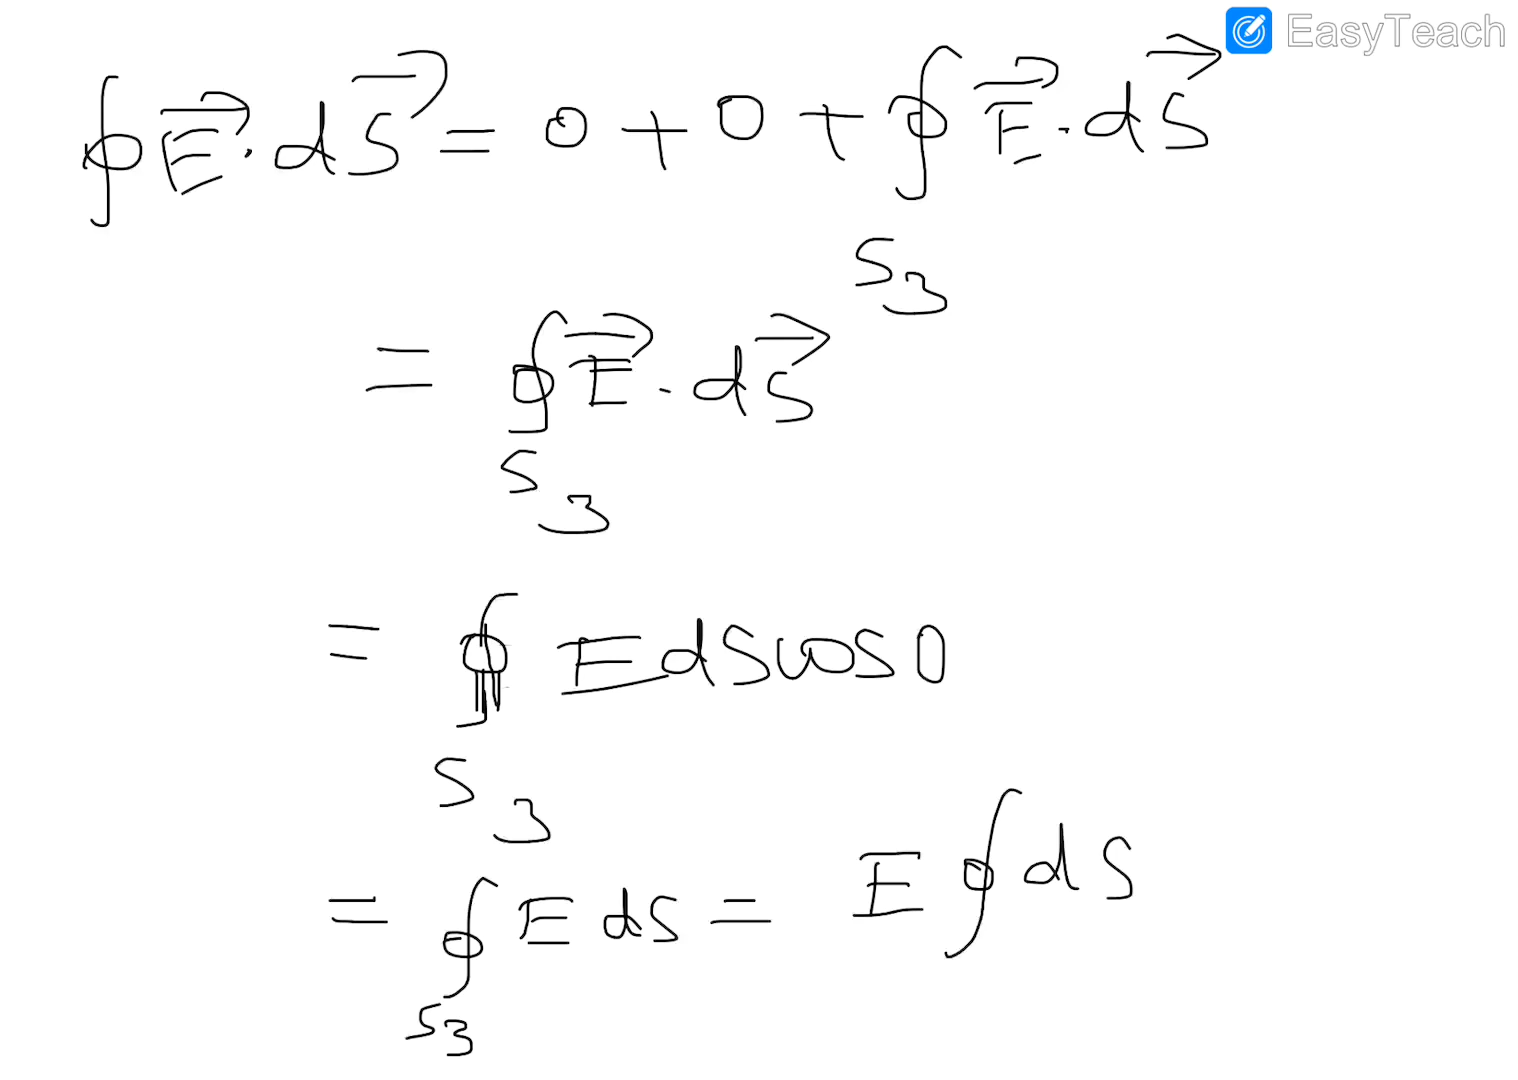 EasyTeach
∮ E⃗ · dS⃗ = 0 + 0 + ∮ E⃗ · dS⃗
S₃
= ∮ E⃗ · dS⃗
S₃
= ∮ E dS cos 0
S₃
= ∮ E dS = E ∮ dS
S₃